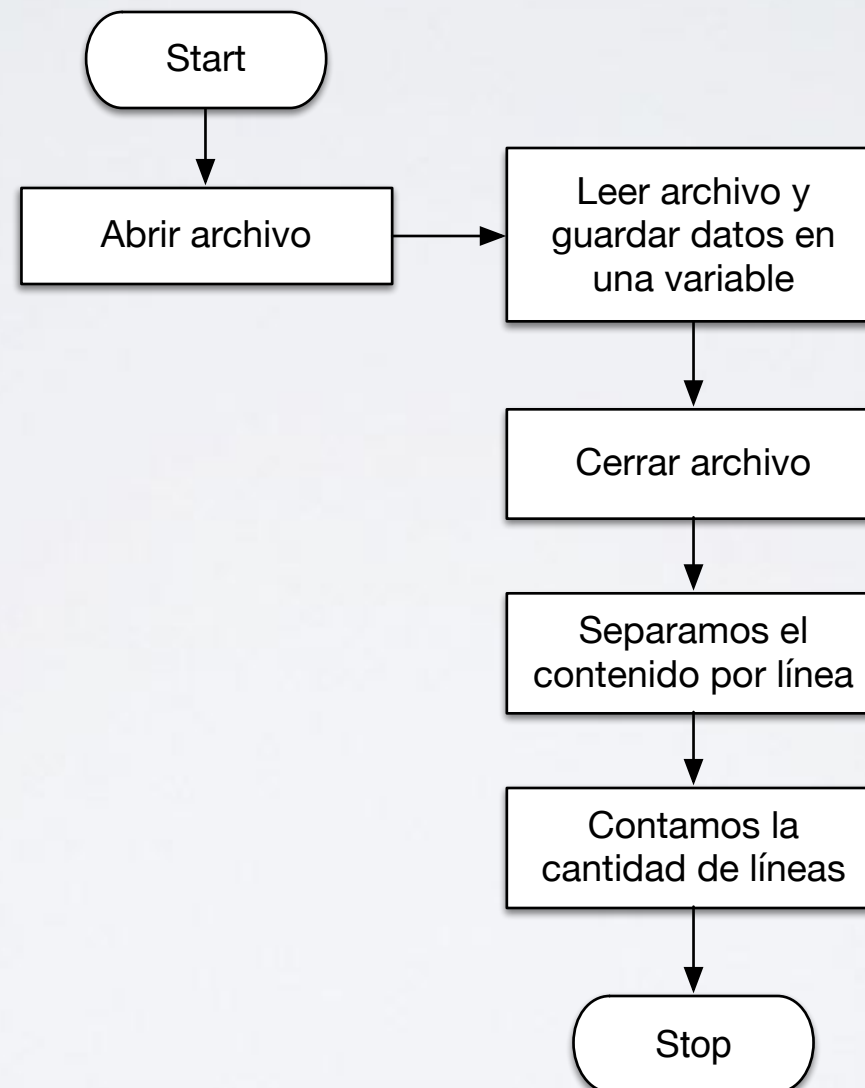 Start
Abrir archivo
Leer archivo y
guardar datos en
una variable
Cerrar archivo
Separamos el
contenido por línea
Contamos la
cantidad de líneas
Stop